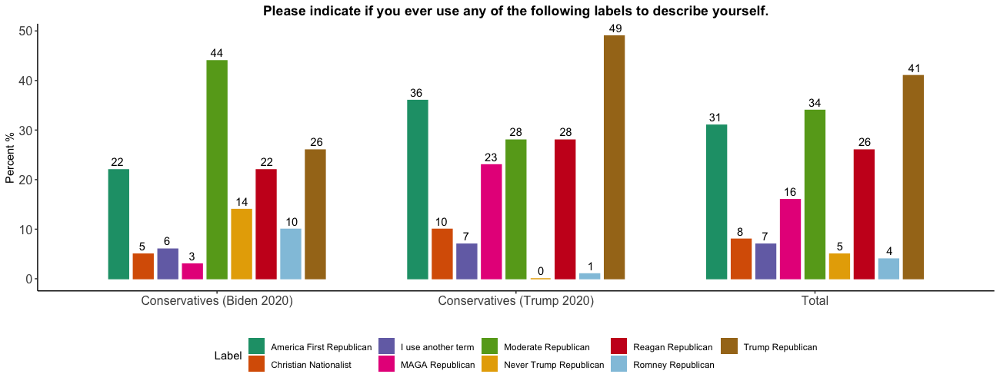 Please indicate if you ever use any of the following labels to describe yourself.
Percent %
50
40
30
20
10
0
22
5
6
3
44
14
22
10
26
36
10
7
23
28
0
28
1
49
31
8
7
16
34
5
26
4
41
Conservatives (Biden 2020)
Conservatives (Trump 2020)
Total
Label
America First Republican
I use another term
Moderate Republican
Reagan Republican
Trump Republican
Christian Nationalist
MAGA Republican
Never Trump Republican
Romney Republican